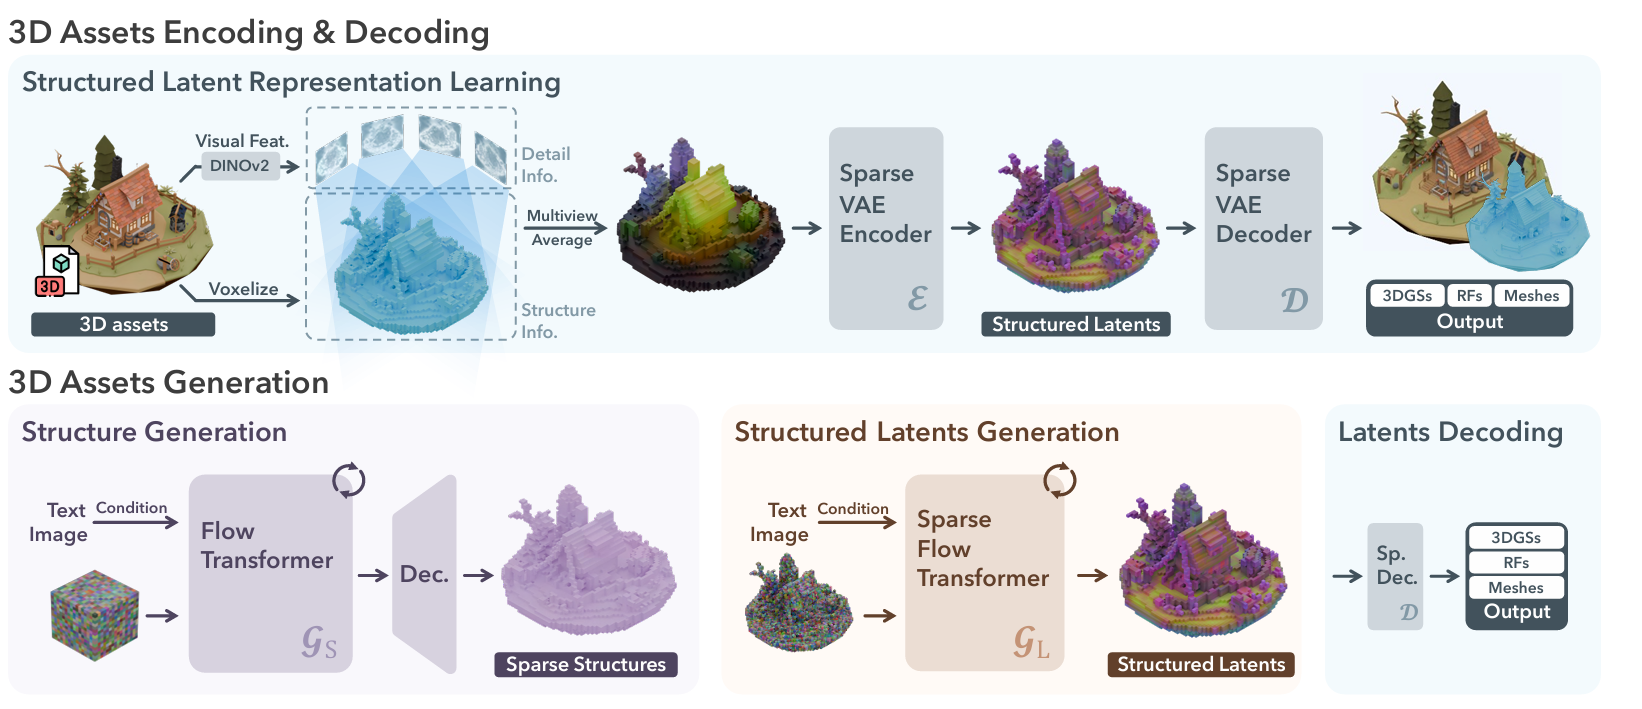 3D Assets Encoding & Decoding
Structured Latent Representation Learning
Visual Feat.
DINOv2
Voxelize
3D
3D assets
Detail
Info.
Structure
Info.
Multiview
Average
Sparse
VAE
Encoder
ℰ
Structured Latents
Sparse
VAE
Decoder
𝒟
3DGSs
RFs
Meshes
Output
3D Assets Generation
Structure Generation
Text
Image
Condition
Flow
Transformer
𝒢S
Dec.
Sparse Structures
Structured Latents Generation
Text
Image
Condition
Sparse
Flow
Transformer
𝒢L
Structured Latents
Latents Decoding
Sp.
Dec.
𝒟
3DGSs
RFs
Meshes
Output